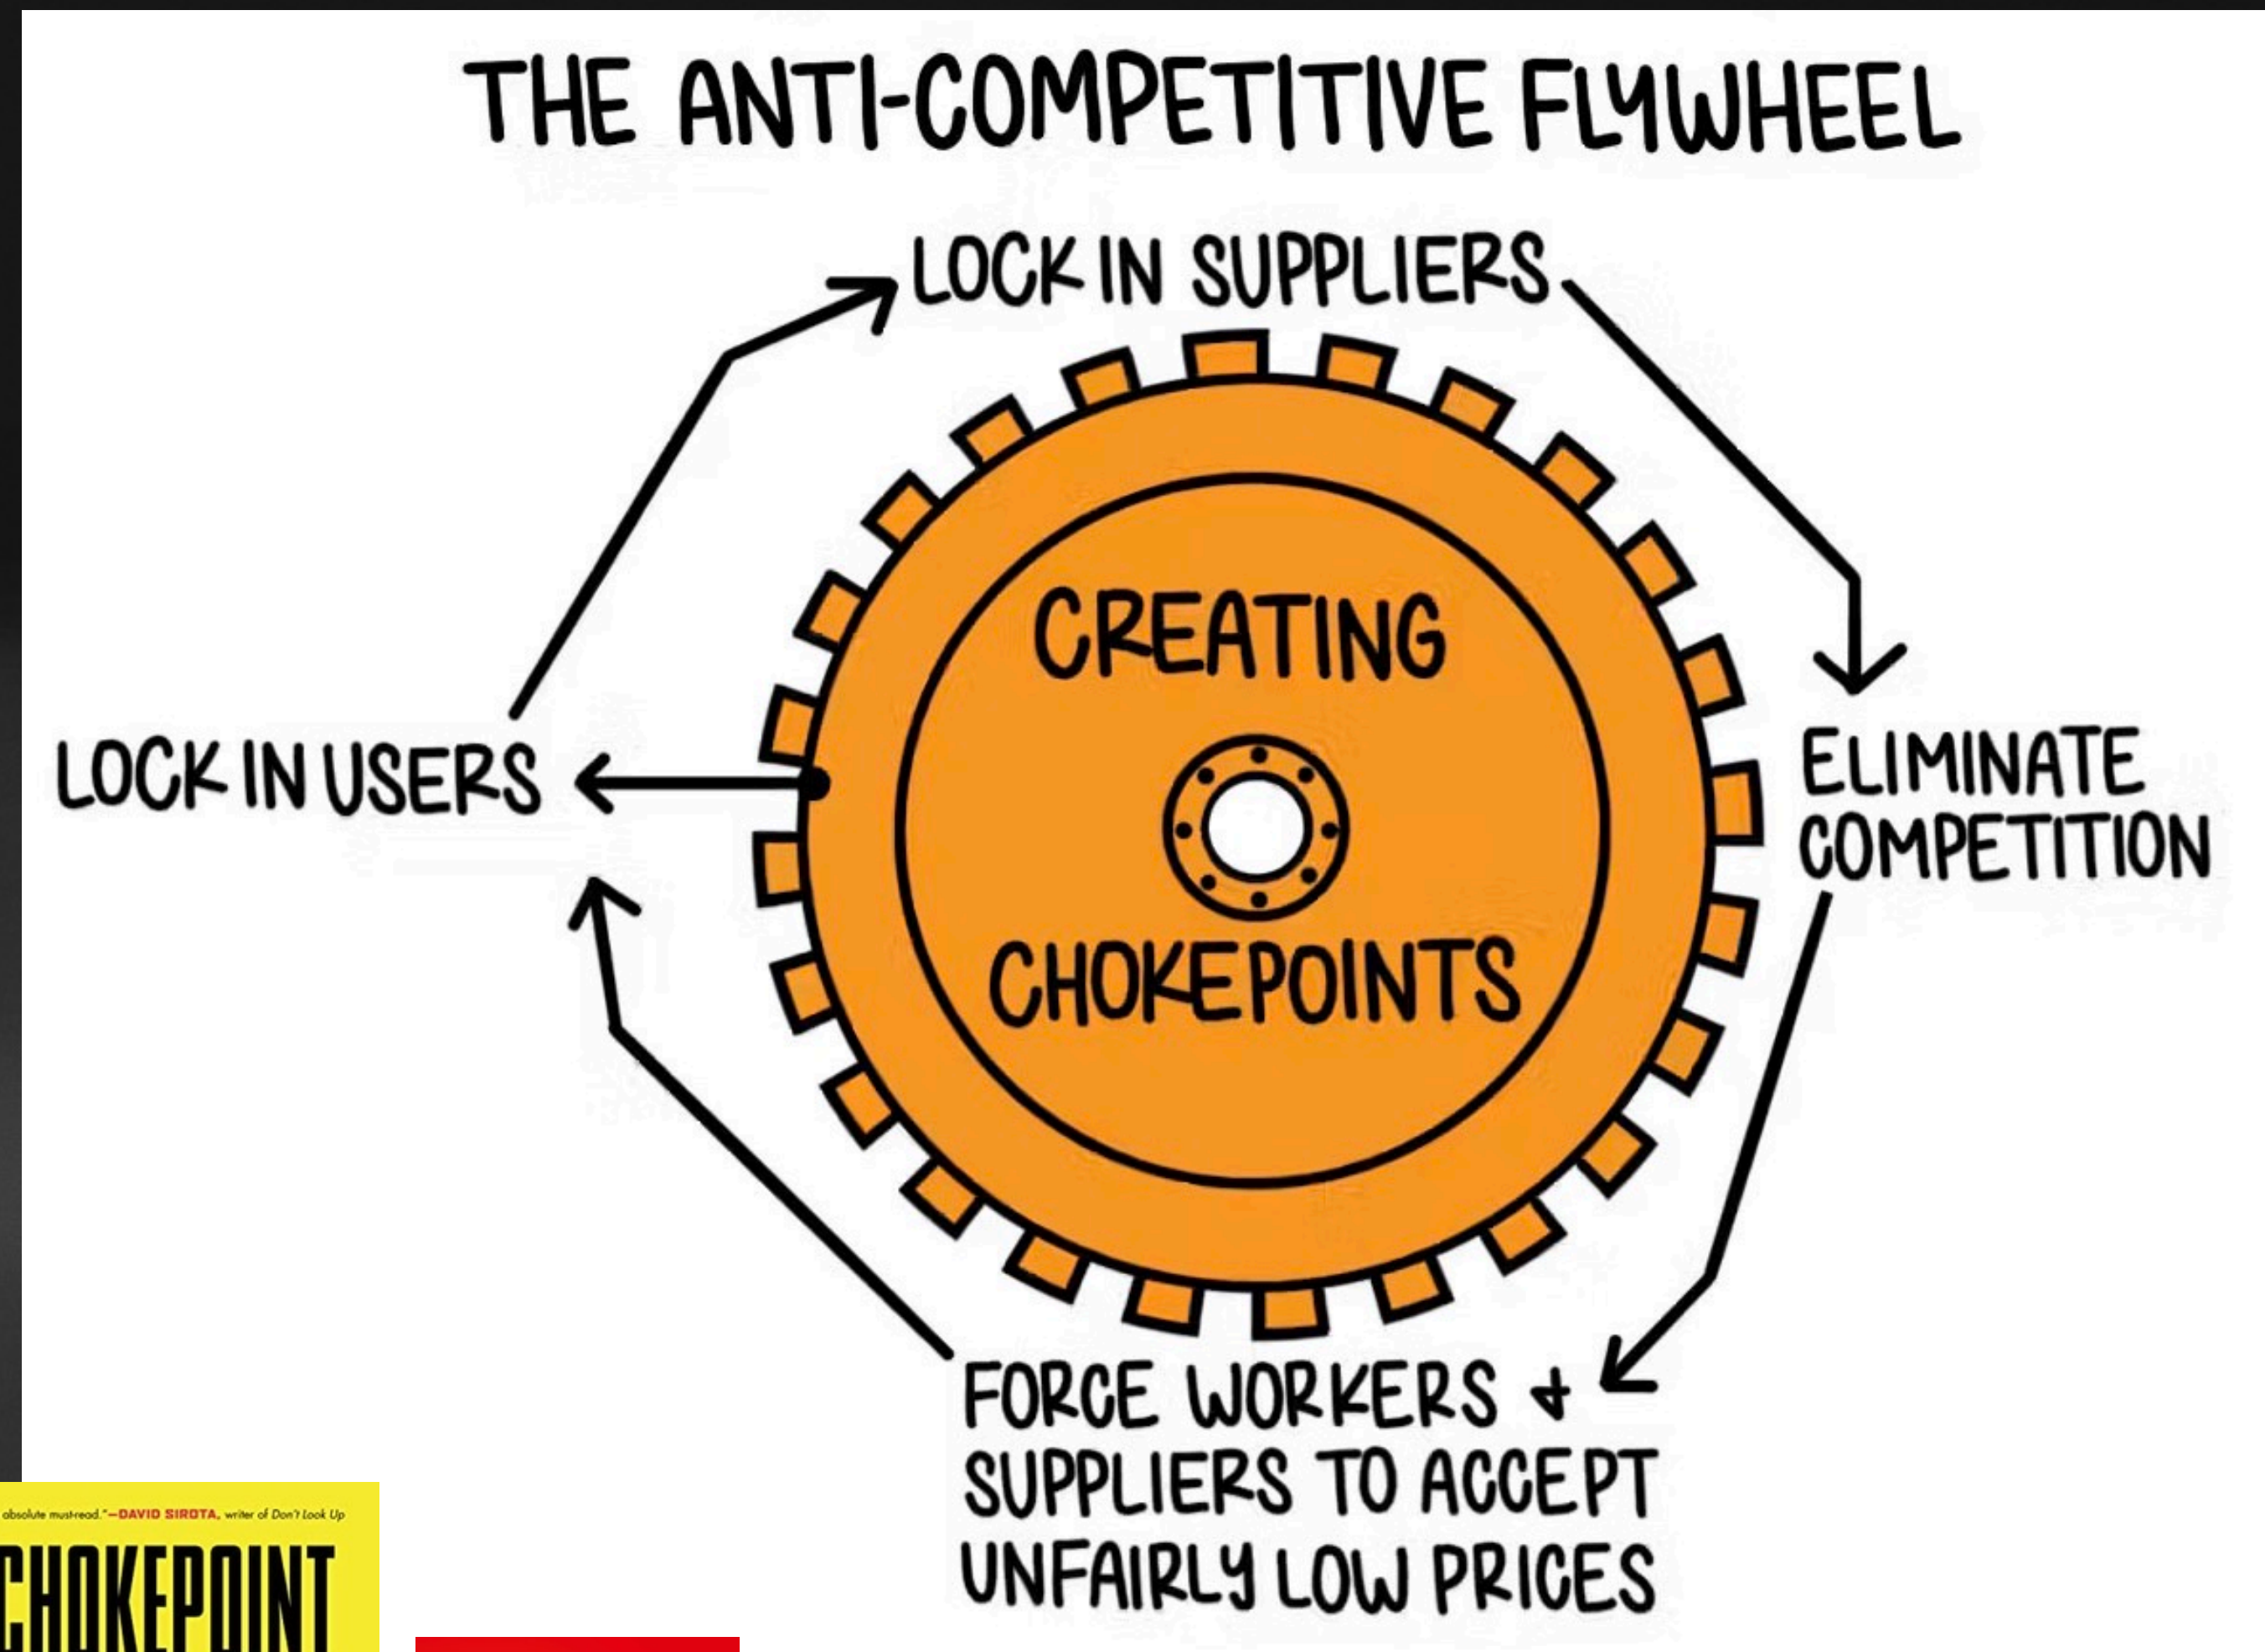 THE ANTI-COMPETITIVE FLYWHEEL
LOCK IN SUPPLIERS
CREATING
CHOKEPOINTS
LOCK IN USERS
ELIMINATE
COMPETITION
FORCE WORKERS &
SUPPLIERS TO ACCEPT
UNFAIRLY LOW PRICES
absolute must-read."—DAVID SIROTA, writer of Don't Look Up
CHOKEPOINT